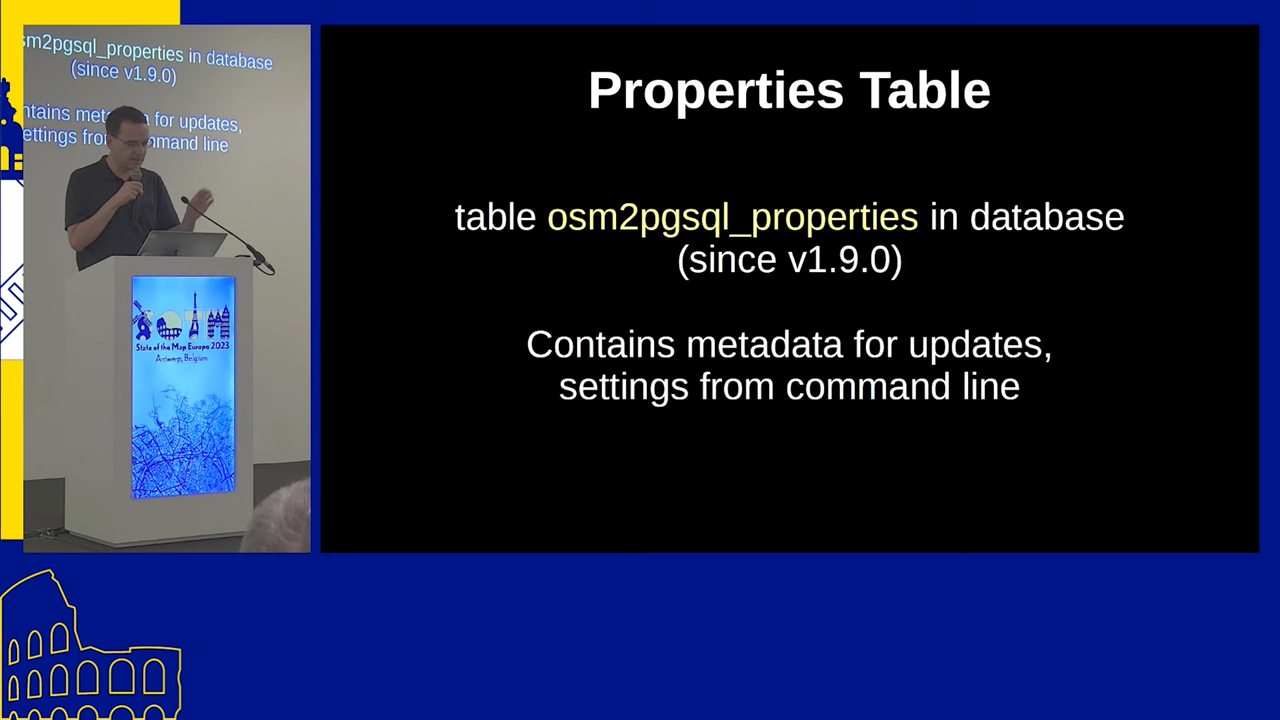 sm2pgsql_properties in database
(since v1.9.0)
ntains meta a for updates,
ettings fro ommand line
SOTM
State of the Map Europe 2023
Antwerp, Belgium
Properties Table
table osm2pgsql_properties in database
(since v1.9.0)
Contains metadata for updates,
settings from command line